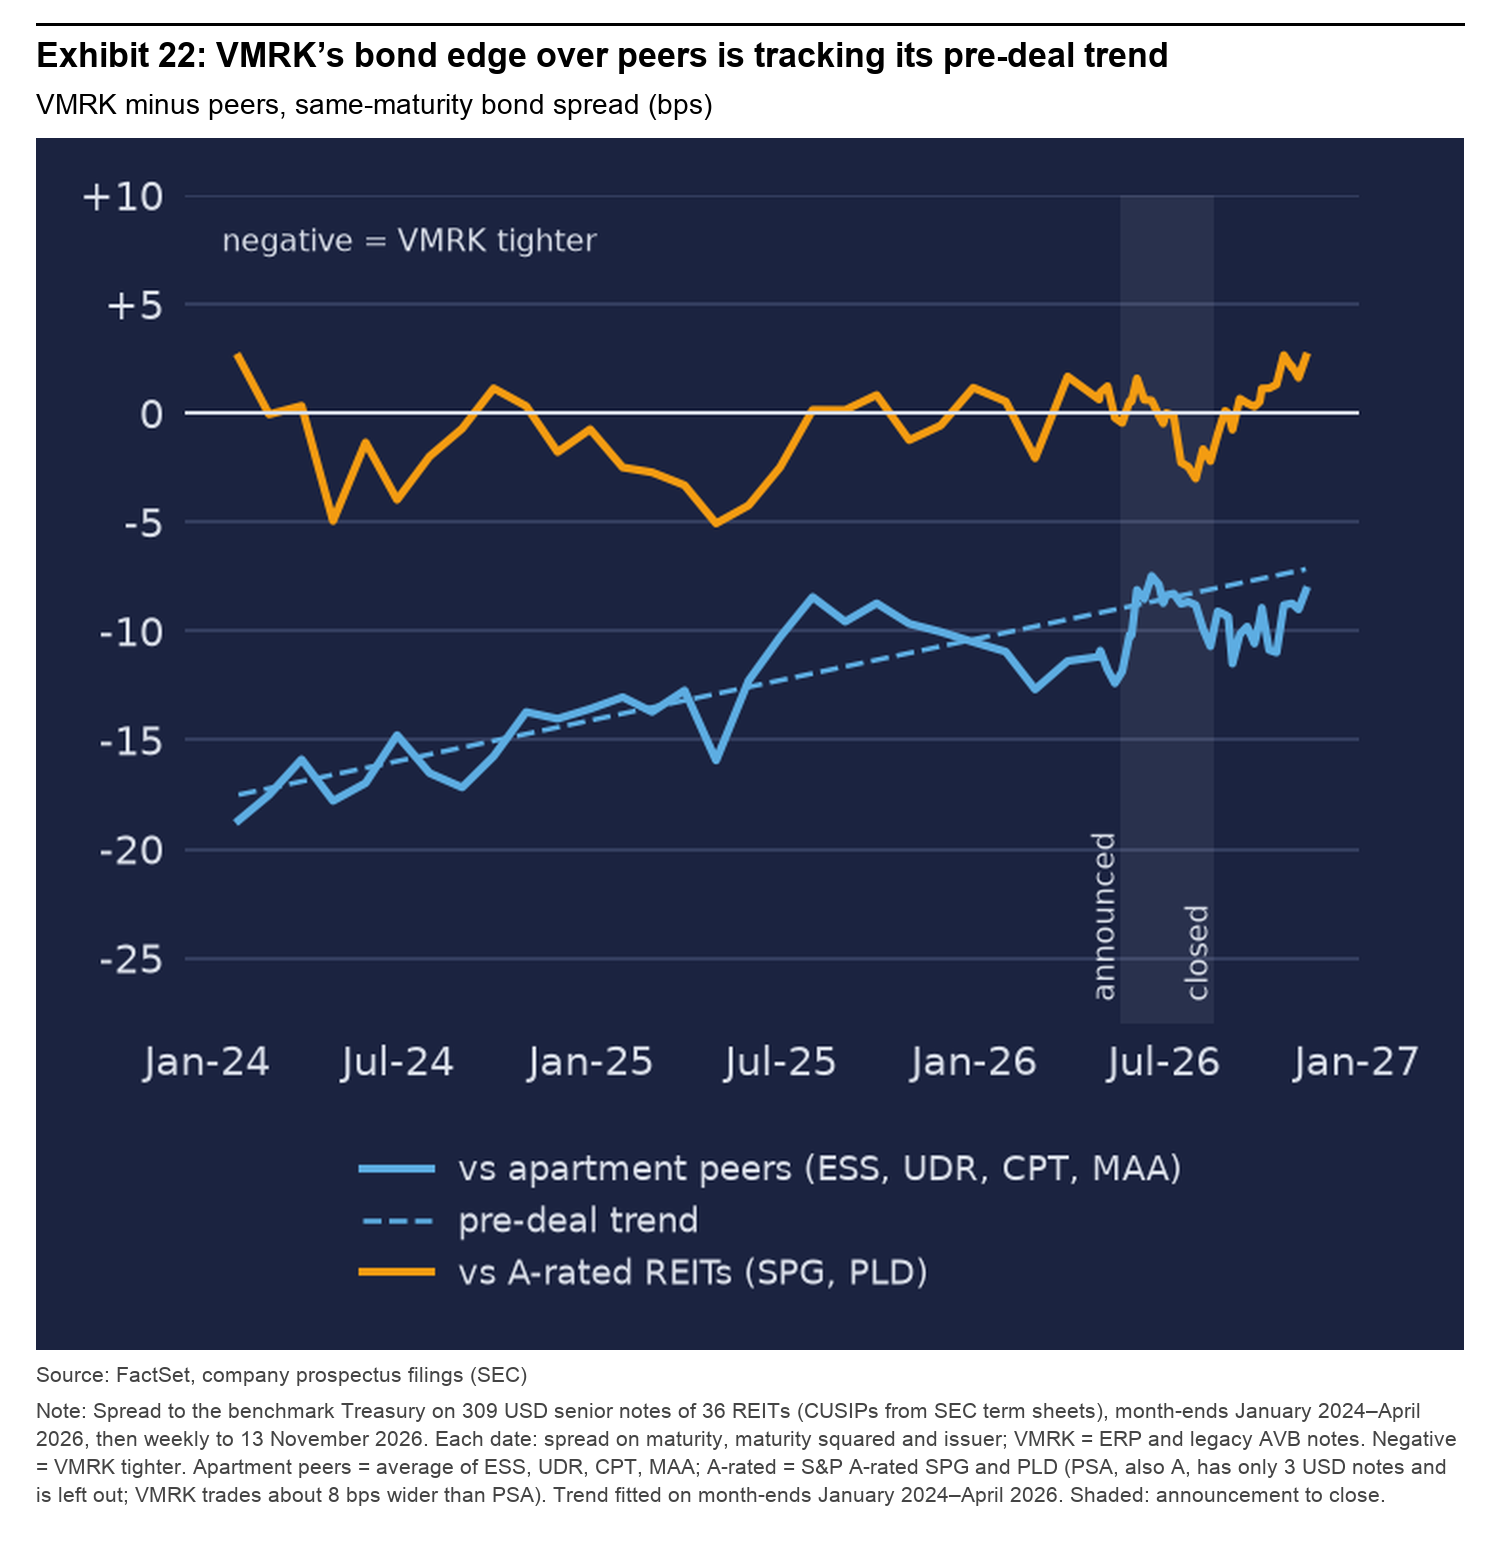 Exhibit 22: VMRK’s bond edge over peers is tracking its pre-deal trend
VMRK minus peers, same-maturity bond spread (bps)
+10
negative = VMRK tighter
+5
0
-5
-10
-15
-20
-25
announced
closed
Jan-24 Jul-24 Jan-25 Jul-25 Jan-26 Jul-26 Jan-27
vs apartment peers (ESS, UDR, CPT, MAA)
pre-deal trend
vs A-rated REITs (SPG, PLD)
Source: FactSet, company prospectus filings (SEC)
Note: Spread to the benchmark Treasury on 309 USD senior notes of 36 REITs (CUSIPs from SEC term sheets), month-ends January 2024–April
2026, then weekly to 13 November 2026. Each date: spread on maturity, maturity squared and issuer; VMRK = ERP and legacy AVB notes. Negative
= VMRK tighter. Apartment peers = average of ESS, UDR, CPT, MAA; A-rated = S&P A-rated SPG and PLD (PSA, also A, has only 3 USD notes and
is left out; VMRK trades about 8 bps wider than PSA). Trend fitted on month-ends January 2024–April 2026. Shaded: announcement to close.